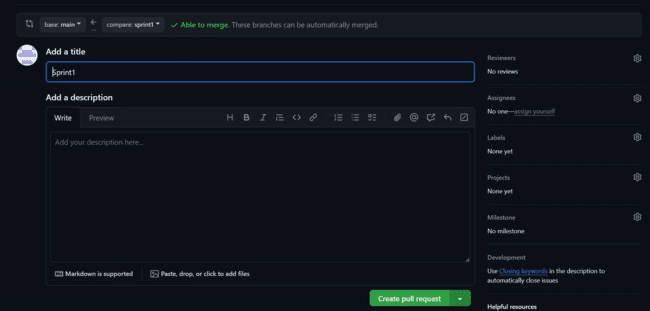 base: main compare: sprint1 Able to merge. These branches can be automatically merged.
Add a title
Sprint1
Add a description
Write Preview
Add your description here...
Markdown is supported Paste, drop, or click to add files
Create pull request
Reviewers
No reviews
Assignees
No one—assign yourself
Labels
None yet
Projects
None yet
Milestone
No milestone
Development
Use Closing keywords in the description to
automatically close issues
Helpful resources